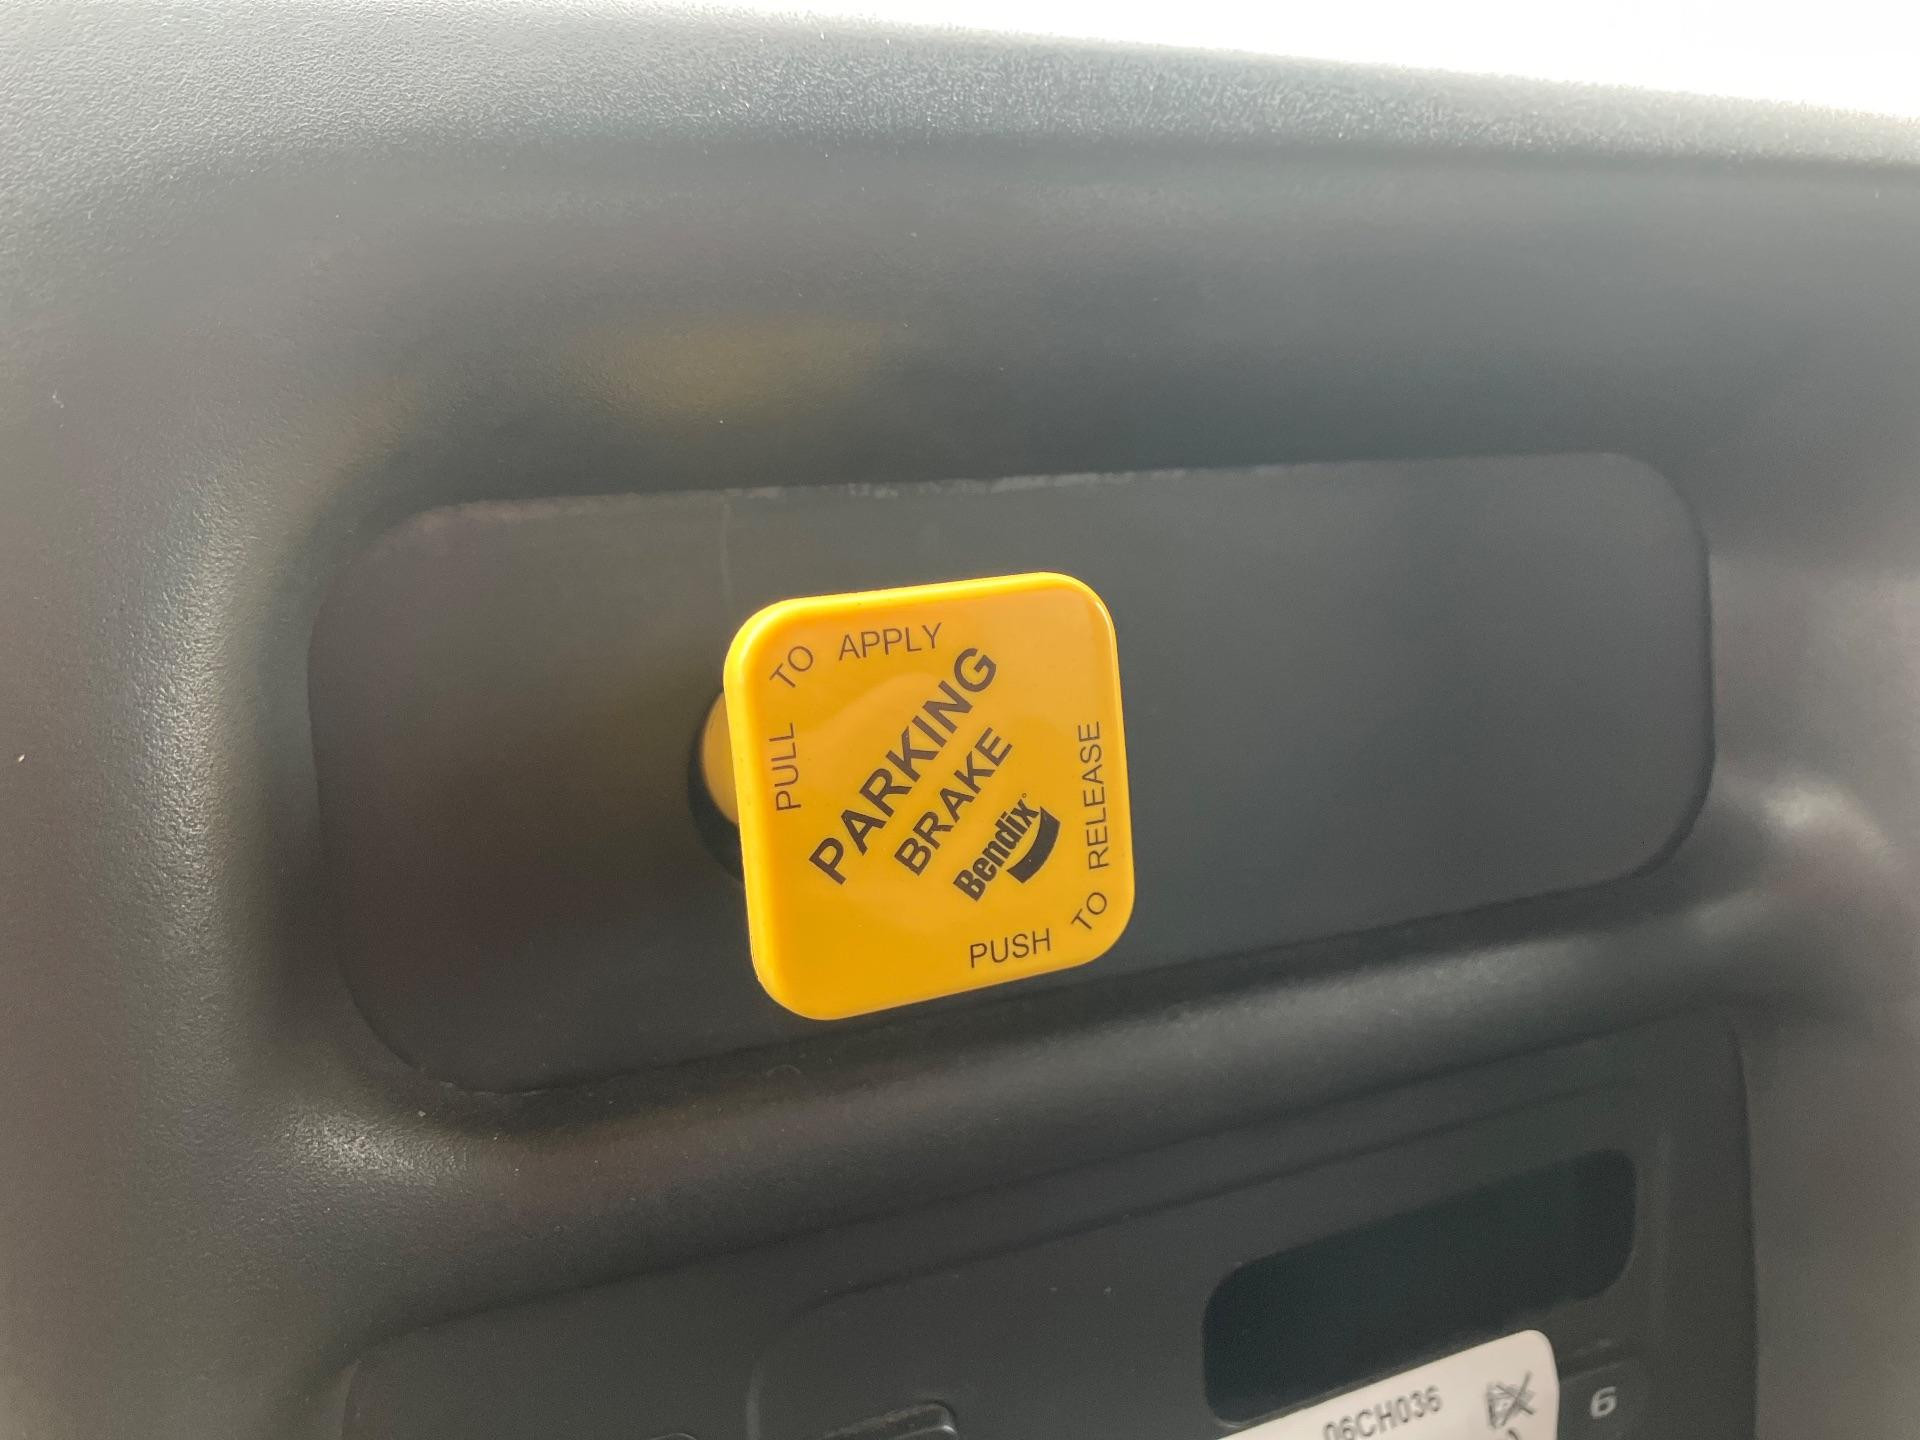 PULL TO APPLY
PARKING
BRAKE
Bendix
PUSH TO RELEASE
06CH036
6